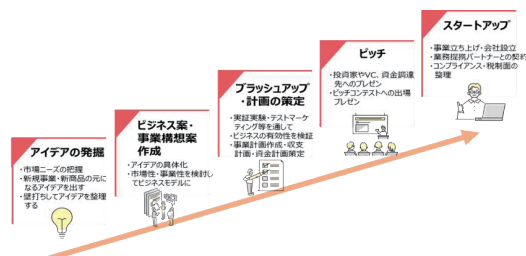 アイデアの発掘
・市場ニーズの把握
・新規事業・新商品の元に
なるアイデアを出す
・壁打ちしてアイデアを整理
する
ビジネス案・
事業構想案
作成
・アイデアの具体化
・市場性・事業性を検討し
てビジネスモデルに
ブラッシュアップ
・計画の策定
・実証実験・テストマーケ
ティング等を通して
ビジネスの有効性を検証
・事業計画作成・収支
計画・資金計画策定
ピッチ
・投資家やVC、資金調達
先へのプレゼン
・ピッチコンテストへの出場
プレゼン
スタートアップ
・事業立ち上げ・会社設立
・業務提携パートナーとの契約
・コンプライアンス・税制面の
整理